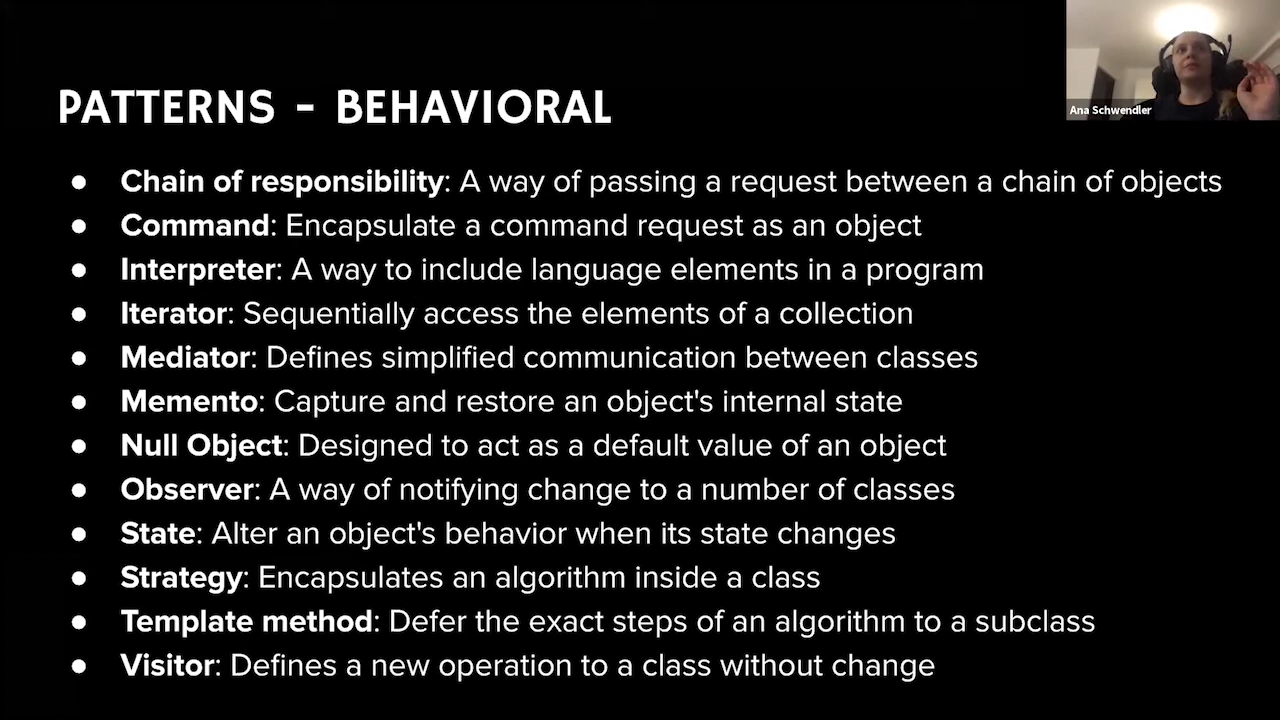 PATTERNS - BEHAVIORAL
Ana Schwendler
● Chain of responsibility: A way of passing a request between a chain of objects
● Command: Encapsulate a command request as an object
● Interpreter: A way to include language elements in a program
● Iterator: Sequentially access the elements of a collection
● Mediator: Defines simplified communication between classes
● Memento: Capture and restore an object's internal state
● Null Object: Designed to act as a default value of an object
● Observer: A way of notifying change to a number of classes
● State: Alter an object's behavior when its state changes
● Strategy: Encapsulates an algorithm inside a class
● Template method: Defer the exact steps of an algorithm to a subclass
● Visitor: Defines a new operation to a class without change